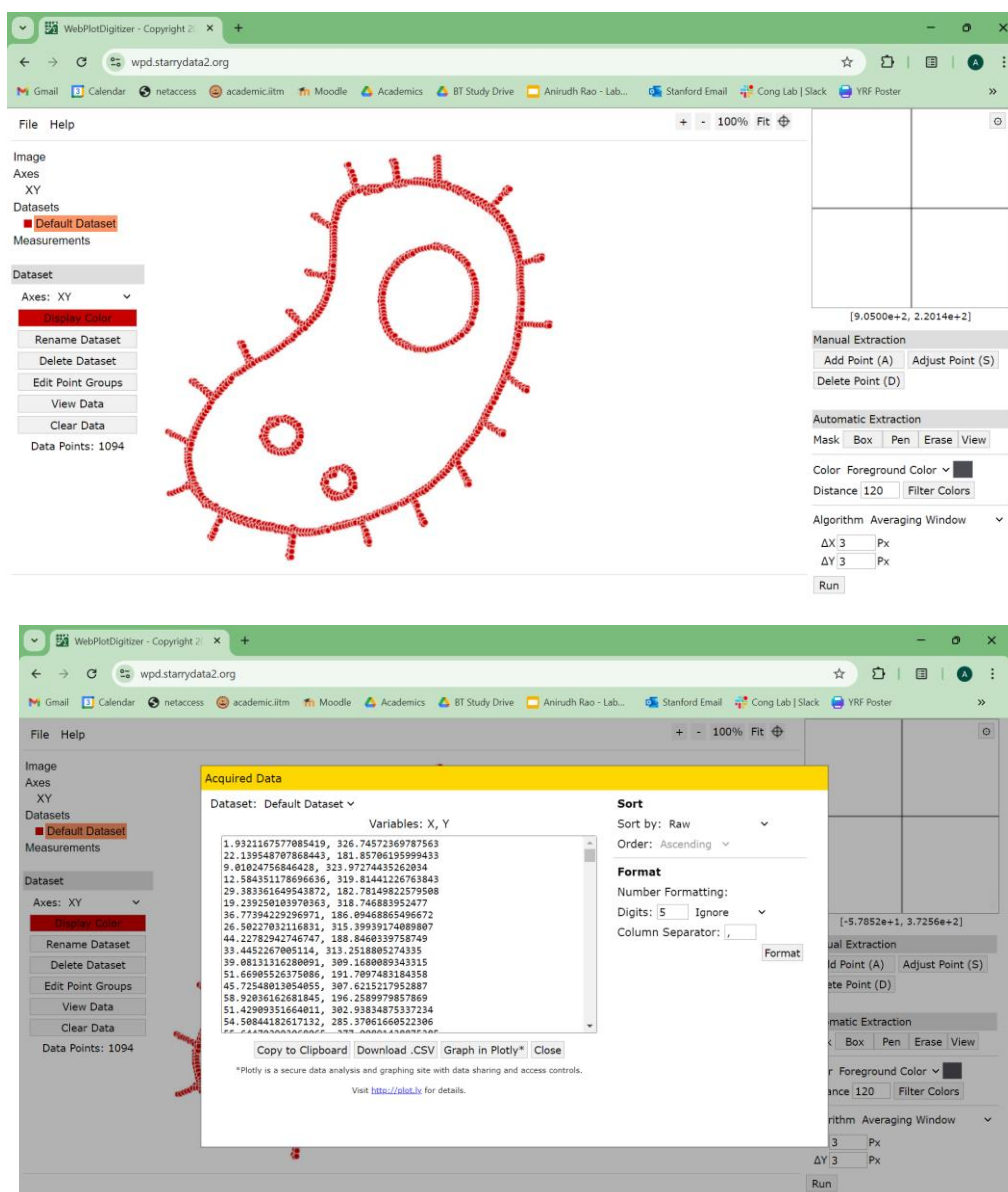 WebPlotDigitizer - Copyright 2
wpd.starrydata2.org
A
Gmail Calendar netaccess academic.iitm Moodle Academics BT Study Drive Anirudh Rao - Lab... Stanford Email Cong Lab | Slack YRF Poster »
File Help
+ - 100% Fit
Image
Axes
XY
Datasets
Default Dataset
Measurements
Dataset
Axes: XY
Display Color
Rename Dataset
Delete Dataset
Edit Point Groups
View Data
Clear Data
Data Points: 1094
[9.0500e+2, 2.2014e+2]
Manual Extraction
Add Point (A) Adjust Point (S)
Delete Point (D)
Automatic Extraction
Mask Box Pen Erase View
Color Foreground Color
Distance 120 Filter Colors
Algorithm Averaging Window
ΔX 3 Px
ΔY 3 Px
Run
WebPlotDigitizer - Copyright 2
wpd.starrydata2.org
A
Gmail Calendar netaccess academic.iitm Moodle Academics BT Study Drive Anirudh Rao - Lab... Stanford Email Cong Lab | Slack YRF Poster »
File Help
+ - 100% Fit
Image
Axes
XY
Datasets
Default Dataset
Measurements
Dataset
Axes: XY
Display Color
Rename Dataset
Delete Dataset
Edit Point Groups
View Data
Clear Data
Data Points: 1094
Acquired Data
Dataset: Default Dataset
Variables: X, Y
1.9321167577085419, 326.74572369787563
22.139548707868443, 181.85706195999433
9.01024756846428, 323.97274435262034
12.584351178696636, 319.81441226763843
29.383361649543872, 182.78149822579508
19.239250103970363, 318.746883952477
36.77394229296971, 186.09468865496672
26.50227032116831, 315.39939174089807
44.22782942746747, 188.8460339758749
33.4452267005114, 313.2518805274335
39.08131316280091, 309.1680089343315
51.66905526375086, 191.7097483184358
45.72548013054055, 307.6215217952887
58.92036162681845, 196.2589979857869
51.42909351664011, 302.93834875337234
54.50844182617132, 285.37061660522306
Copy to Clipboard Download .CSV Graph in Plotly* Close
*Plotly is a secure data analysis and graphing site with data sharing and access controls.
Visit http://plot.ly for details.
Sort
Sort by: Raw
Order: Ascending
Format
Number Formatting:
Digits: 5 Ignore
Column Separator: ,
Format
[-5.7852e+1, 3.7256e+2]
ual Extraction
d Point (A) Adjust Point (S)
ete Point (D)
matic Extraction
Box Pen Erase View
r Foreground Color
ance 120 Filter Colors
rithm Averaging Window
3 Px
ΔY 3 Px
Run